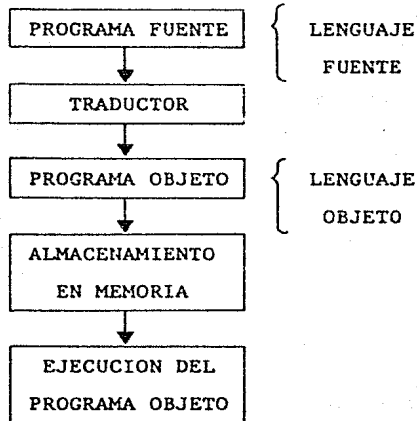 PROGRAMA FUENTE
LENGUAJE
FUENTE
TRADUCTOR
PROGRAMA OBJETO
LENGUAJE
OBJETO
ALMACENAMIENTO
EN MEMORIA
EJECUCION DEL
PROGRAMA OBJETO